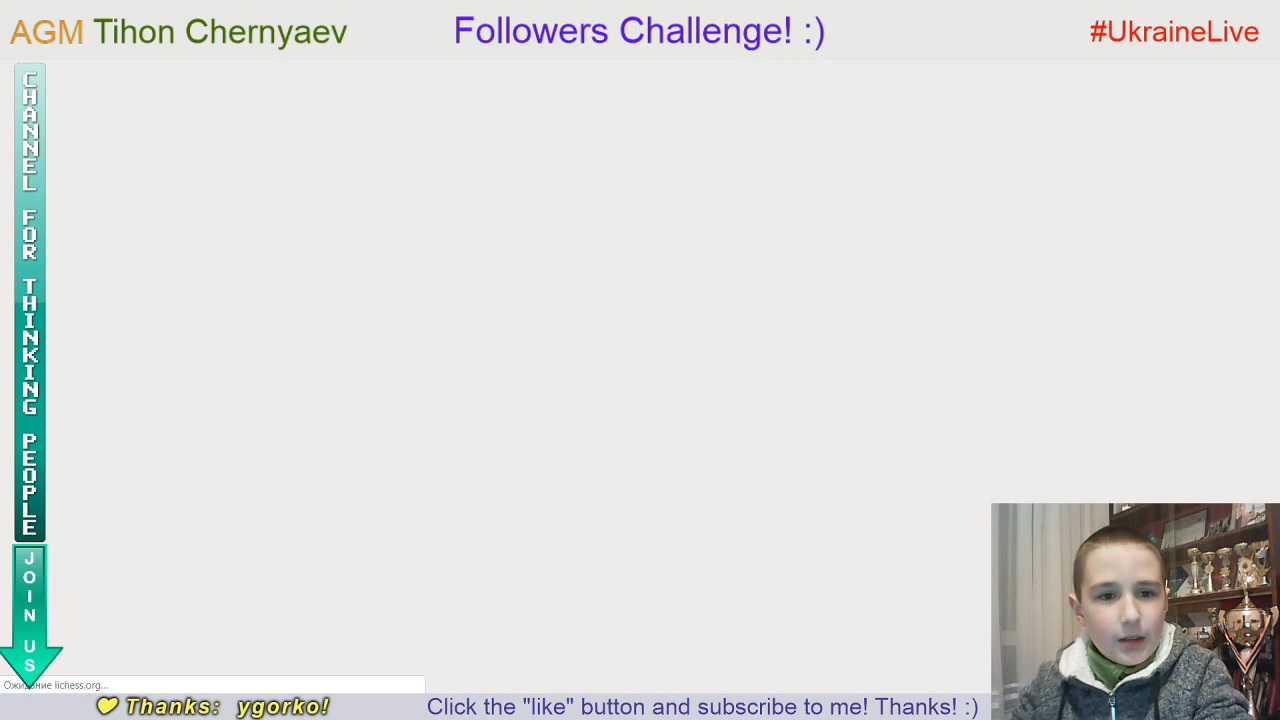 AGM Tihon Chernyaev
Followers Challenge! :)
#UkraineLive
CHANNEL FOR THINKING PEOPLE
JOIN US
Ожидание lichess.org...
Thanks: ygorko!
Click the "like" button and subscribe to me! Thanks! :)